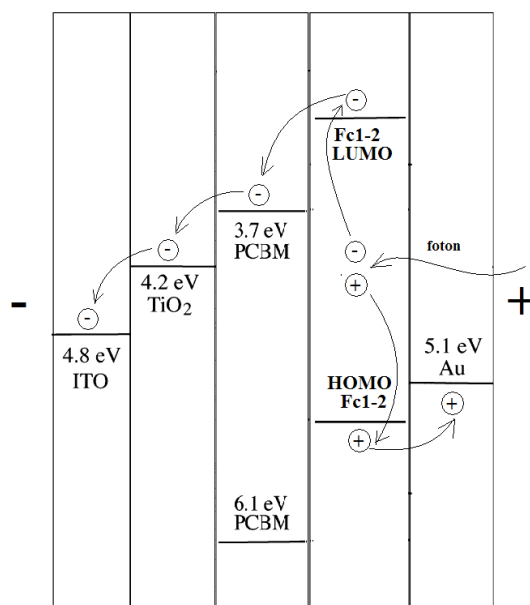 Fc1-2
LUMO
3.7 eV
PCBM
foton
4.2 eV
TiO2
-
+
4.8 eV
ITO
5.1 eV
Au
HOMO
Fc1-2
6.1 eV
PCBM
-
-
-
-
-
+
+
+